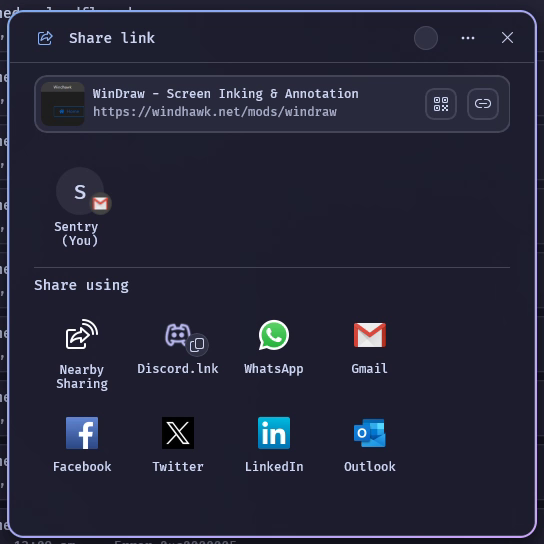 Share link
WinDraw - Screen Inking & Annotation
https://windhawk.net/mods/windraw
S
Sentry
(You)
Share using
Nearby
Sharing
Discord.lnk
WhatsApp
Gmail
Facebook
Twitter
LinkedIn
Outlook